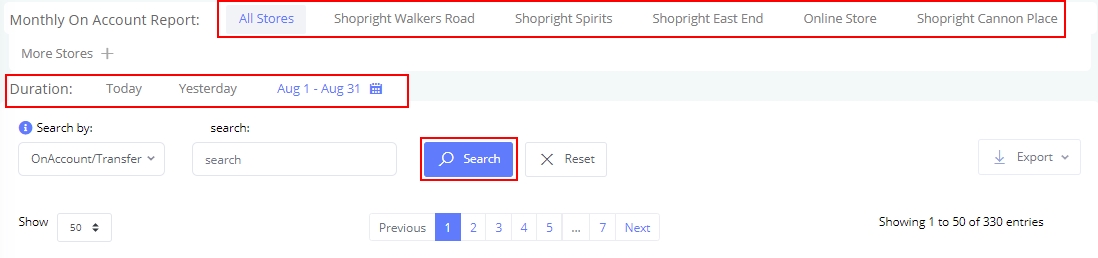 Monthly On Account Report: All Stores Shopright Walkers Road Shopright Spirits Shopright East End Online Store Shopright Cannon Place
More Stores +
Duration: Today Yesterday Aug 1 - Aug 31
Search by: search:
OnAccount/Transfer search Search Reset Export
Show 50 Previous 1 2 3 4 5 ... 7 Next Showing 1 to 50 of 330 entries